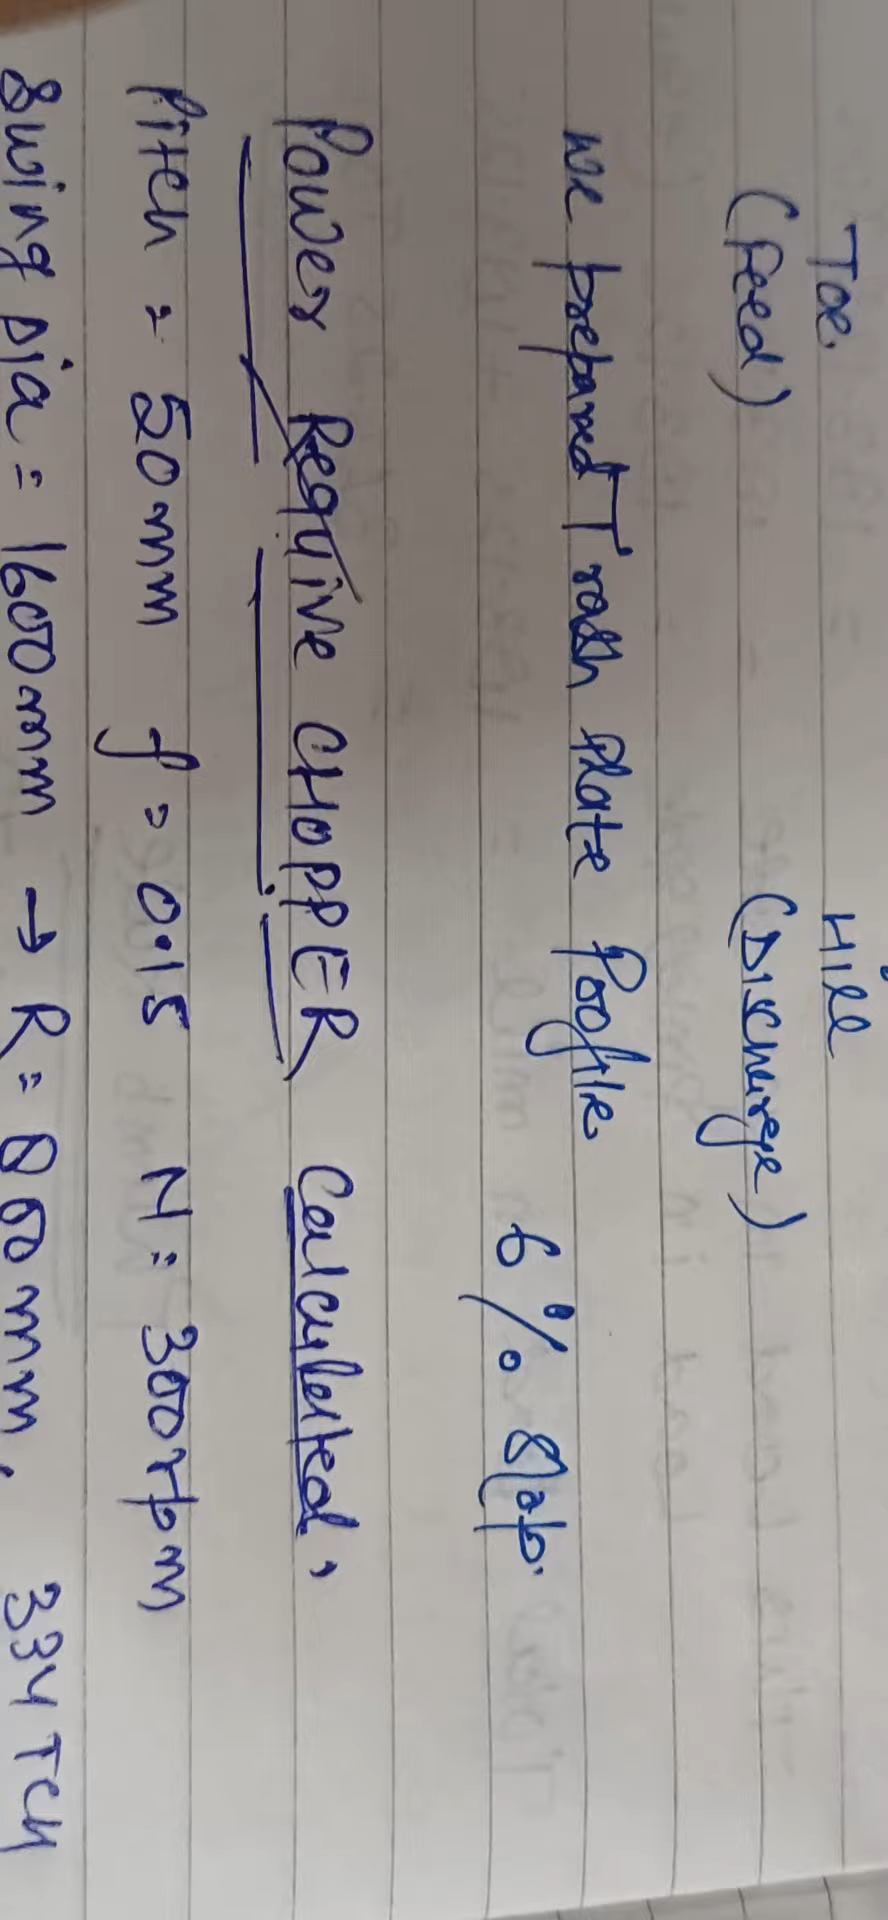 Toe. Hill
(feed) (Discharge)
we prepared Trash Plate Profile.
6% Slop.
Power Require CHOPPER Calculated,
Pitch = 50mm f = 0.15 N = 300rpm
Swing Dia = 1600mm → R = 800mm, 334 TCH